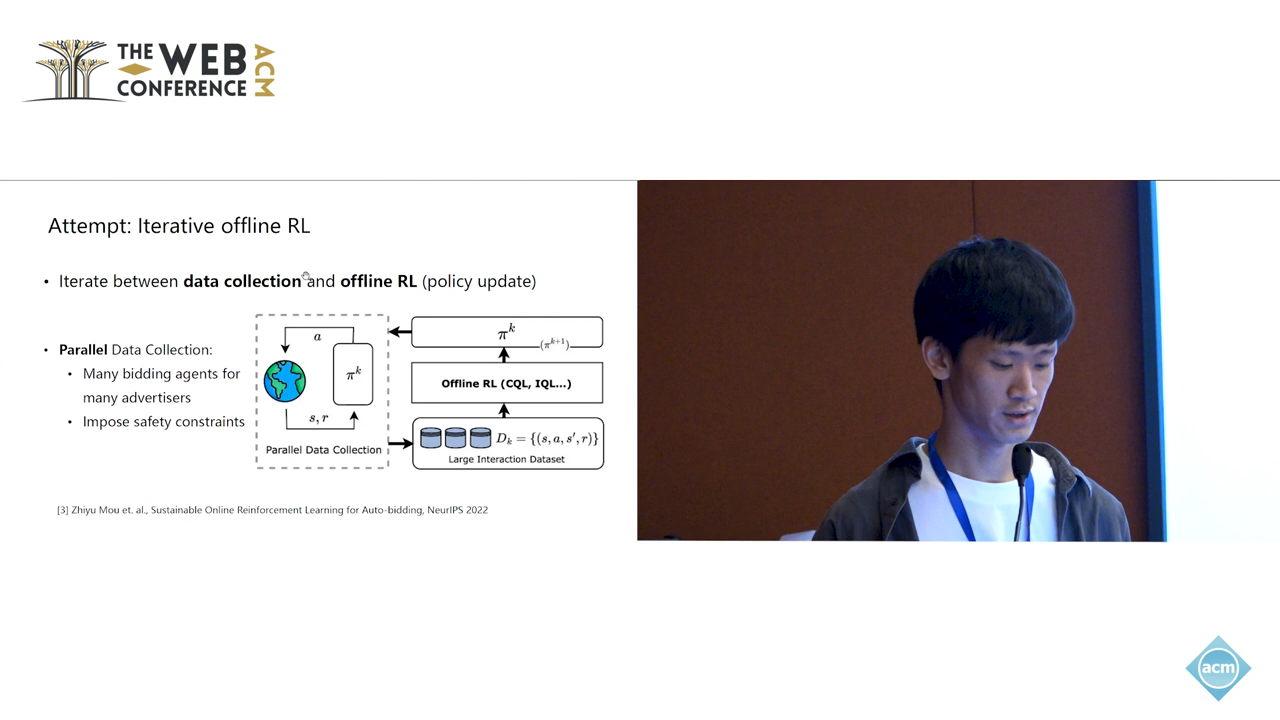 THE WEB
CONFERENCE
ACM
Attempt: Iterative offline RL
• Iterate between data collection and offline RL (policy update)
• Parallel Data Collection:
• Many bidding agents for
many advertisers
• Impose safety constraints
a
π^k
s, r
Parallel Data Collection
π^k
(π^{k+1})
Offline RL (CQL, IQL...)
D_k = {(s, a, s′, r)}
Large Interaction Dataset
[3] Zhiyu Mou et. al., Sustainable Online Reinforcement Learning for Auto-bidding, NeurIPS 2022
acm